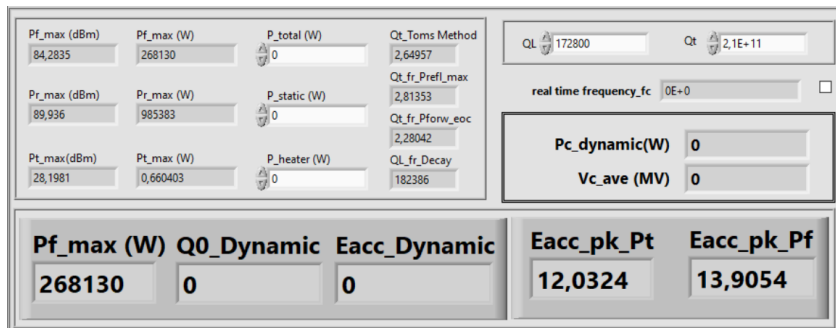 Pf_max (dBm) Pf_max (W) P_total (W) Qt_Toms Method
84,2835 268130 0 2,64957
Qt_fr_Prefl_max
Pr_max (dBm) Pr_max (W) P_static (W) 2,81353
89,936 985383 0
Qt_fr_Pforw_eoc
2,28042
Pt_max(dBm) Pt_max (W) P_heater (W) QL_fr_Decay
28,1981 0,660403 0 182386
QL 172800 Qt 2,1E+11
real time frequency_fc 0E+0
Pc_dynamic(W) 0
Vc_ave (MV) 0
Pf_max (W) Q0_Dynamic Eacc_Dynamic
268130 0 0
Eacc_pk_Pt Eacc_pk_Pf
12,0324 13,9054